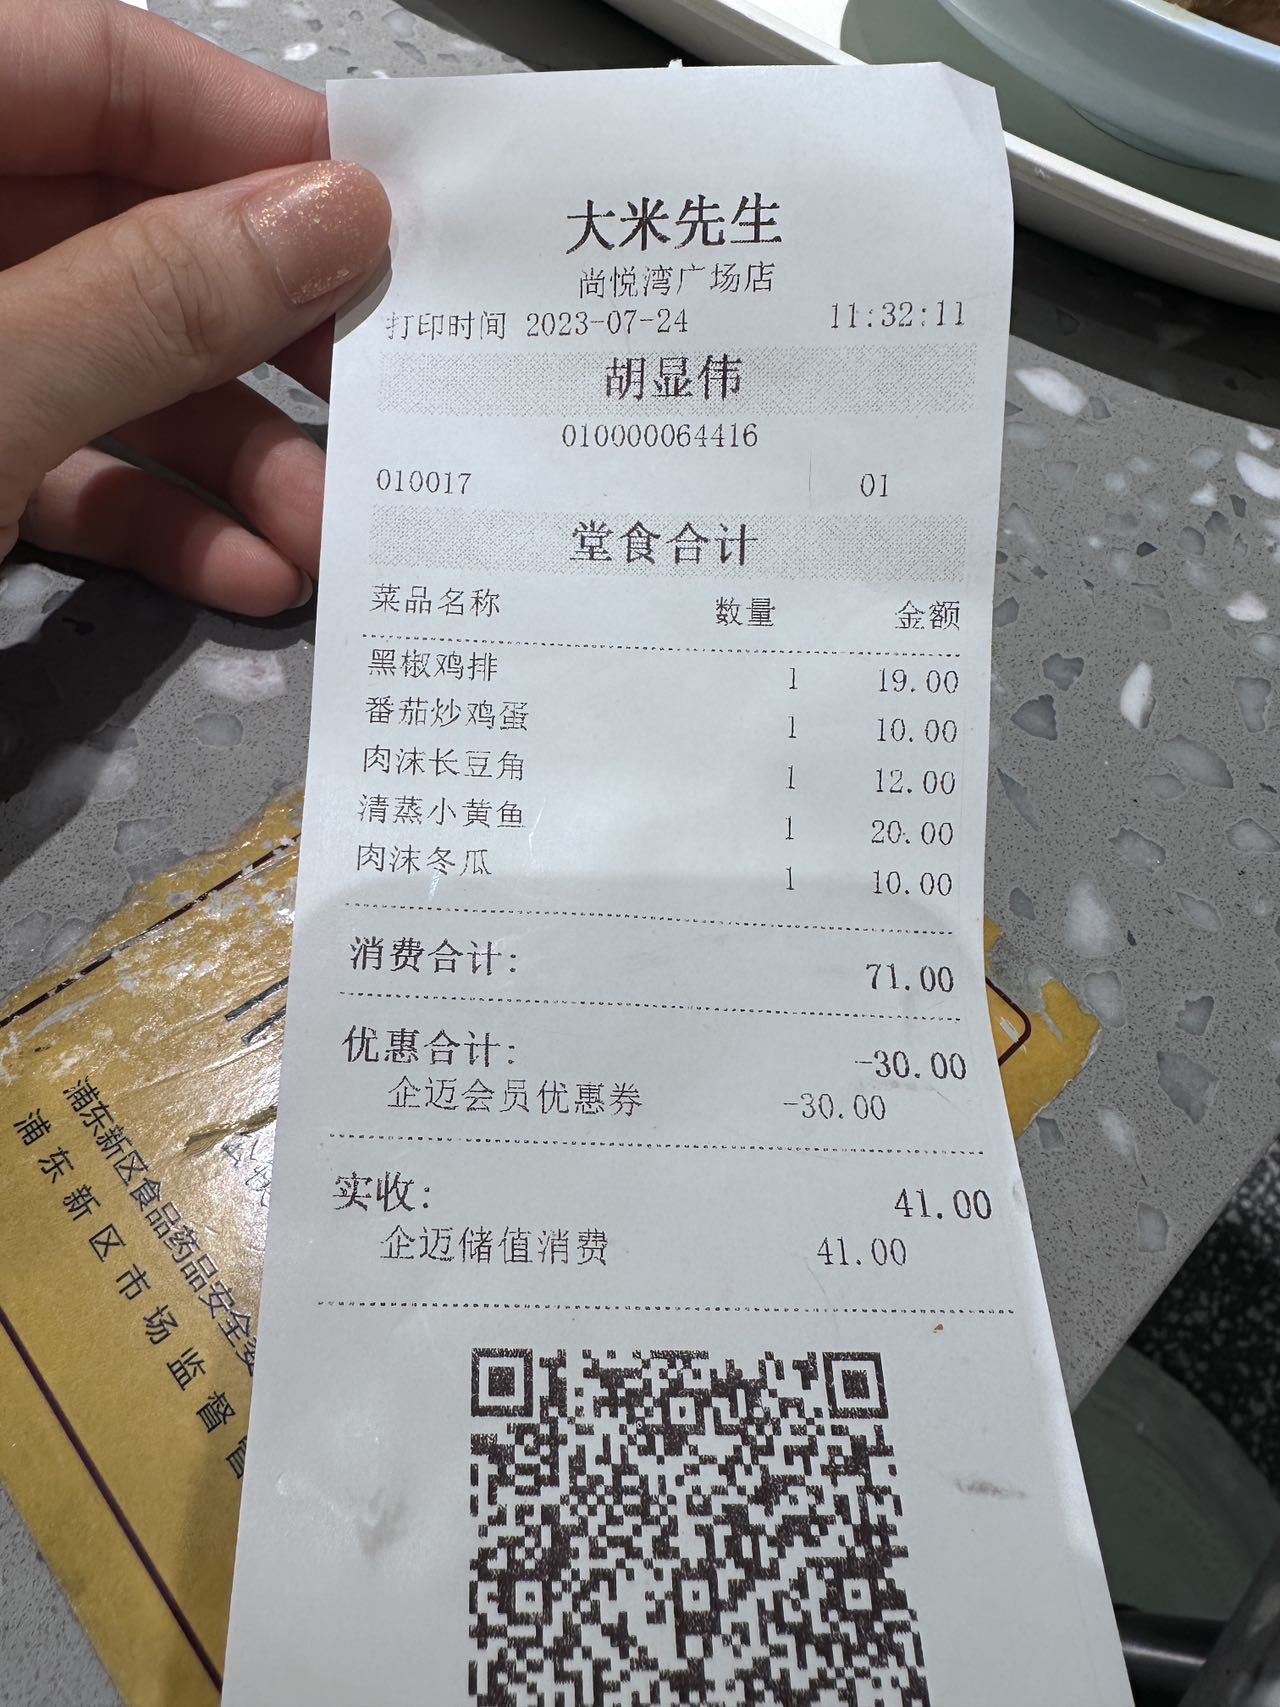 大米先生
尚悦湾广场店
打印时间 2023-07-24 11:32:11
胡显伟
010000064416
010017 01
堂食合计
菜品名称 数量 金额
黑椒鸡排 1 19.00
番茄炒鸡蛋 1 10.00
肉沫长豆角 1 12.00
清蒸小黄鱼 1 20.00
肉沫冬瓜 1 10.00
消费合计: 71.00
优惠合计: -30.00
企迈会员优惠券 -30.00
实收: 41.00
企迈储值消费 41.00
浦东新区食品药品安全
浦东新区市场监督